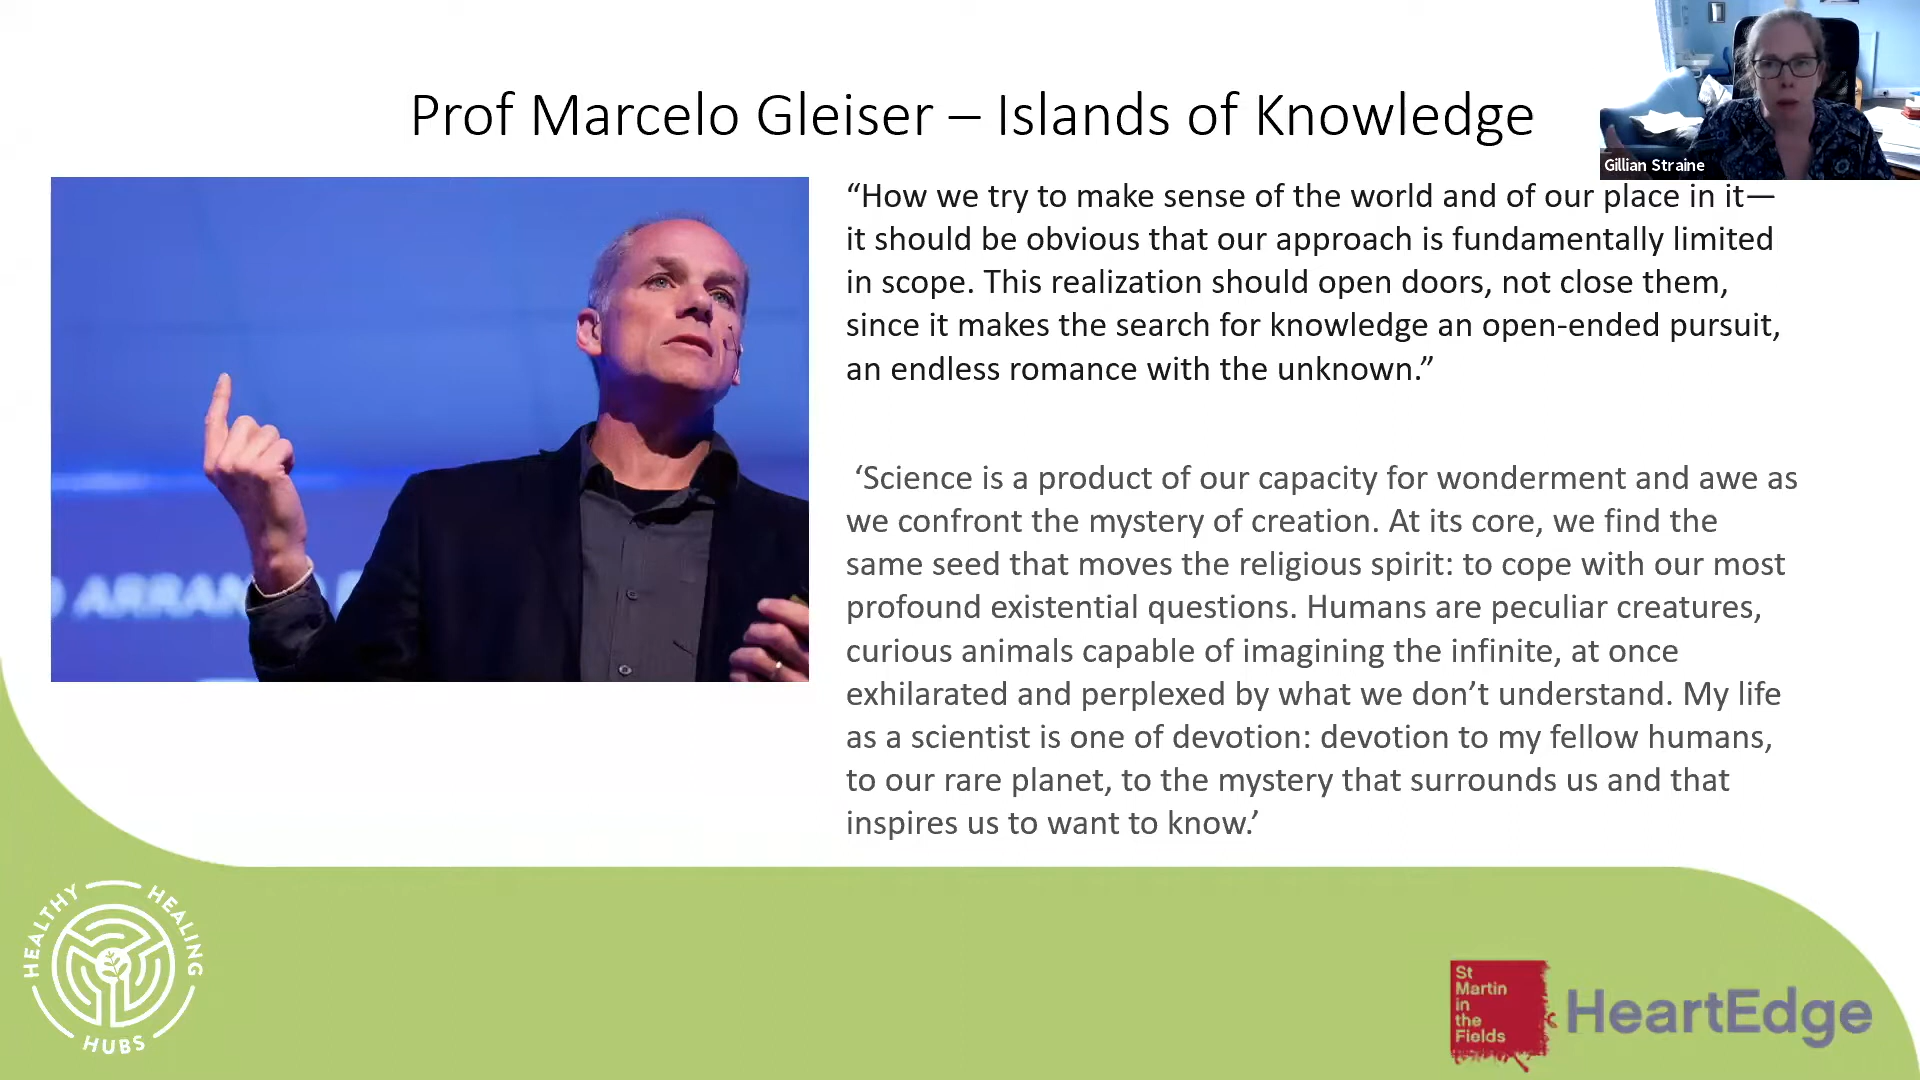 Prof Marcelo Gleiser – Islands of Knowledge
Gillian Straine
“How we try to make sense of the world and of our place in it—
it should be obvious that our approach is fundamentally limited
in scope. This realization should open doors, not close them,
since it makes the search for knowledge an open-ended pursuit,
an endless romance with the unknown.”
‘Science is a product of our capacity for wonderment and awe as
we confront the mystery of creation. At its core, we find the
same seed that moves the religious spirit: to cope with our most
profound existential questions. Humans are peculiar creatures,
curious animals capable of imagining the infinite, at once
exhilarated and perplexed by what we don’t understand. My life
as a scientist is one of devotion: devotion to my fellow humans,
to our rare planet, to the mystery that surrounds us and that
inspires us to want to know.’
HEALTHY HEALING
HUBS
St
Martin
in
the
Fields
HeartEdge